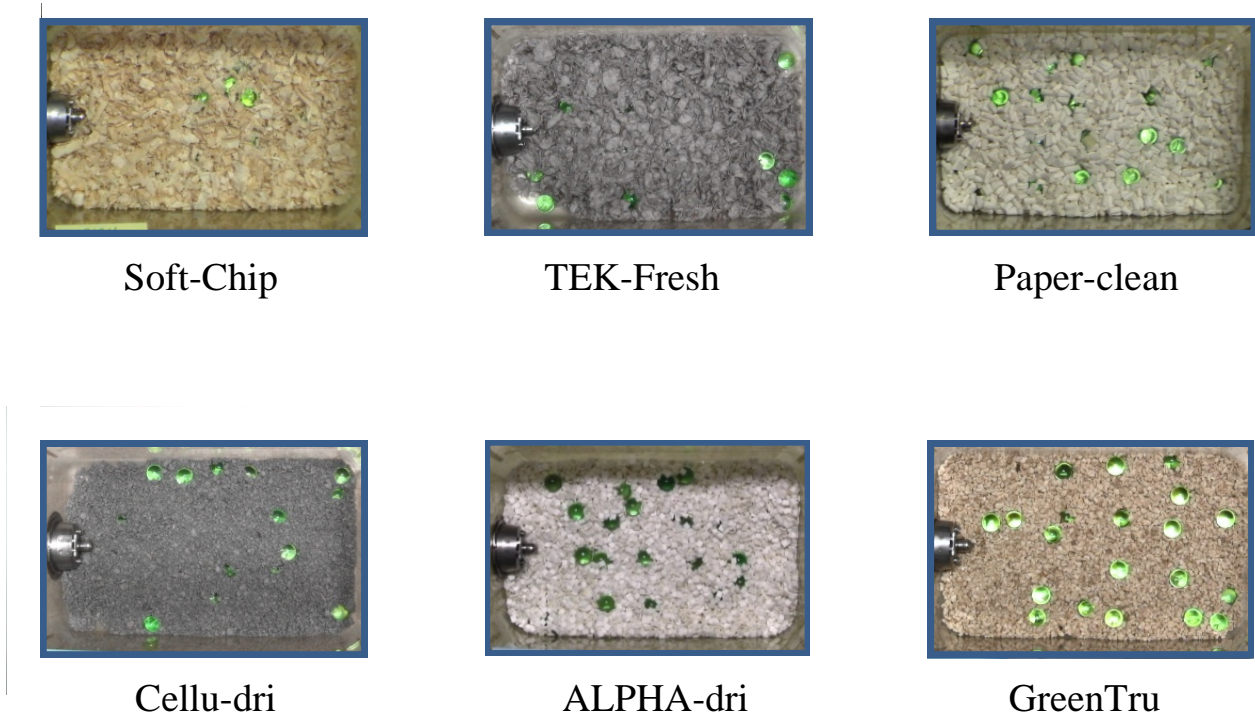 Soft-Chip
TEK-Fresh
Paper-clean
Cellu-dri
ALPHA-dri
GreenTru